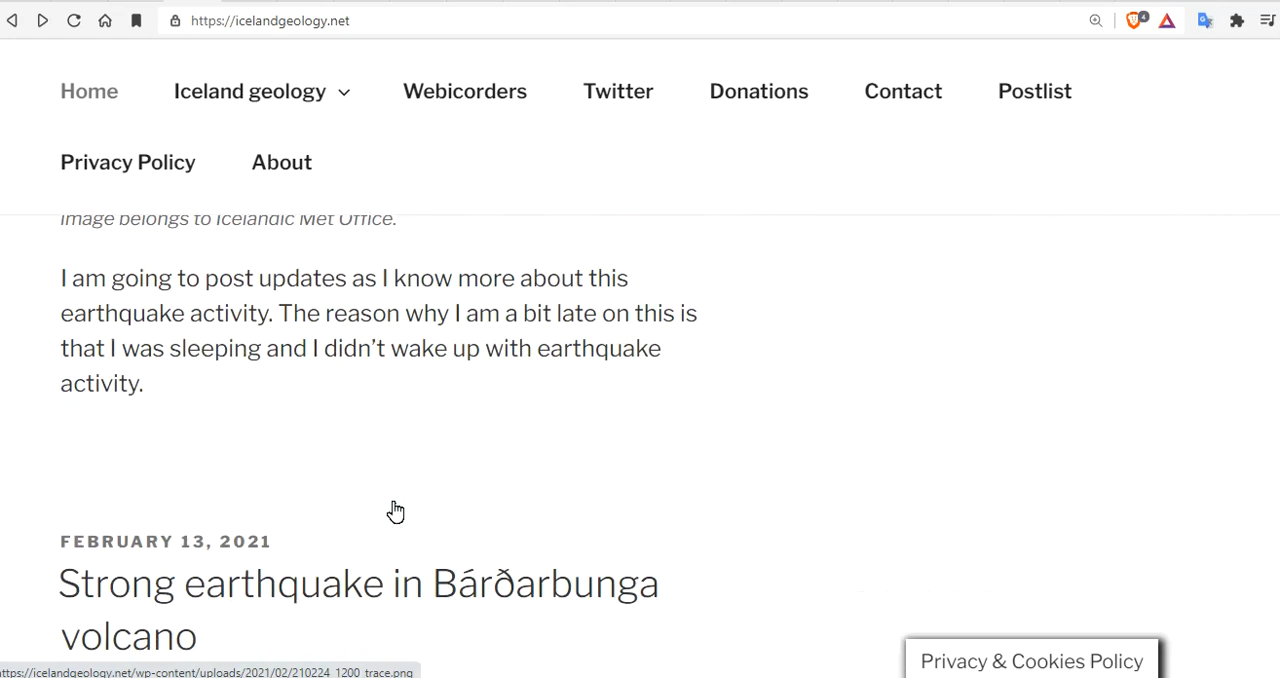 https://icelandgeology.net
4
Home Iceland geology Webicorders Twitter Donations Contact Postlist
Privacy Policy About
image belongs to Icelandic Met Office.
I am going to post updates as I know more about this
earthquake activity. The reason why I am a bit late on this is
that I was sleeping and I didn’t wake up with earthquake
activity.
FEBRUARY 13, 2021
Strong earthquake in Bárðarbunga
volcano
Privacy & Cookies Policy
ttps://icelandgeology.net/wp-content/uploads/2021/02/210224_1200_trace.png